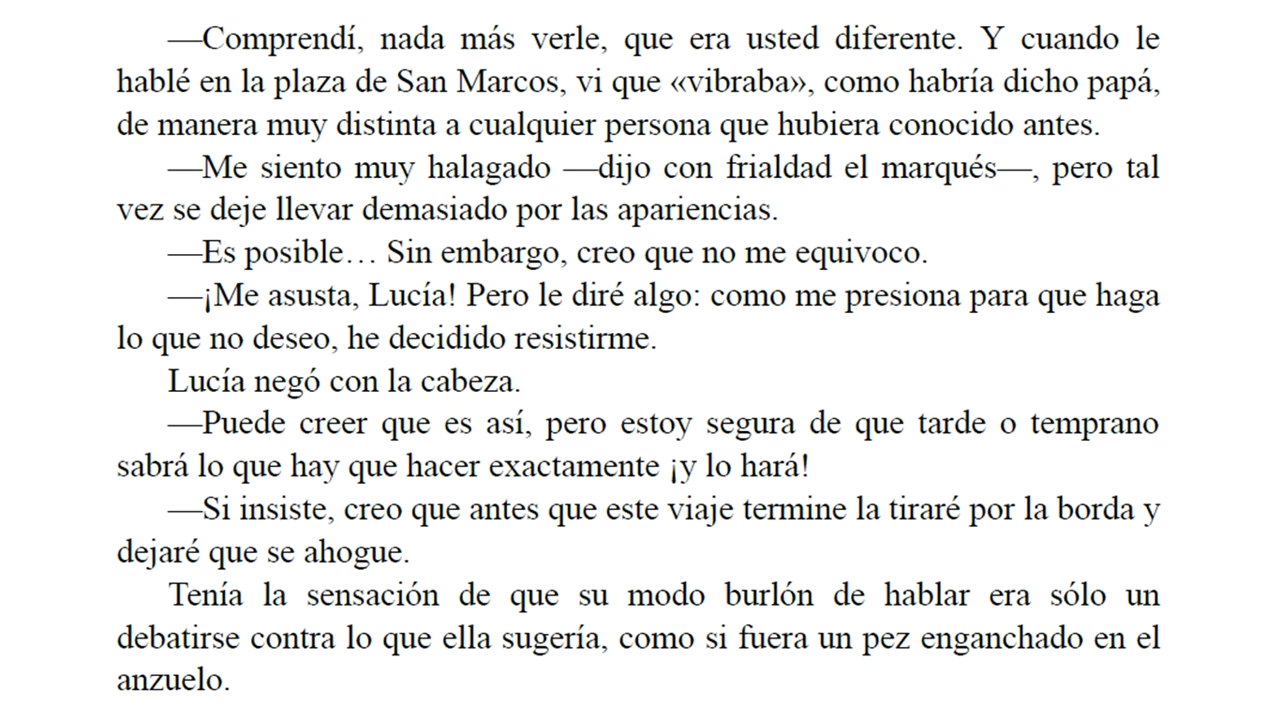 —Comprendí, nada más verle, que era usted diferente. Y cuando le
hablé en la plaza de San Marcos, vi que «vibraba», como habría dicho papá,
de manera muy distinta a cualquier persona que hubiera conocido antes.
—Me siento muy halagado —dijo con frialdad el marqués—, pero tal
vez se deje llevar demasiado por las apariencias.
—Es posible… Sin embargo, creo que no me equivoco.
—¡Me asusta, Lucía! Pero le diré algo: como me presiona para que haga
lo que no deseo, he decidido resistirme.
Lucía negó con la cabeza.
—Puede creer que es así, pero estoy segura de que tarde o temprano
sabrá lo que hay que hacer exactamente ¡y lo hará!
—Si insiste, creo que antes que este viaje termine la tiraré por la borda y
dejaré que se ahogue.
Tenía la sensación de que su modo burlón de hablar era sólo un
debatirse contra lo que ella sugería, como si fuera un pez enganchado en el
anzuelo.